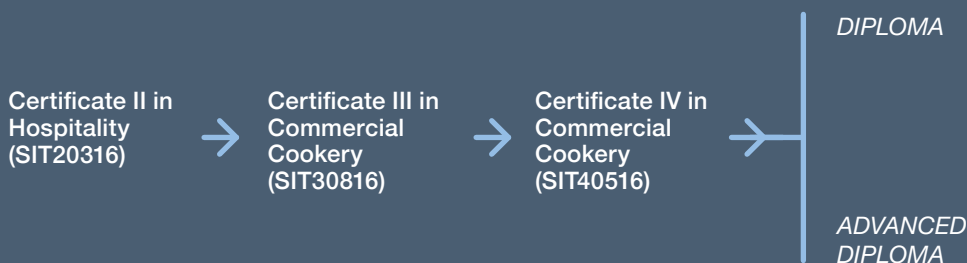 DIPLOMA
Certificate II in
Hospitality
(SIT20316)
Certificate III in
Commercial
Cookery
(SIT30816)
Certificate IV in
Commercial
Cookery
(SIT40516)
ADVANCED
DIPLOMA